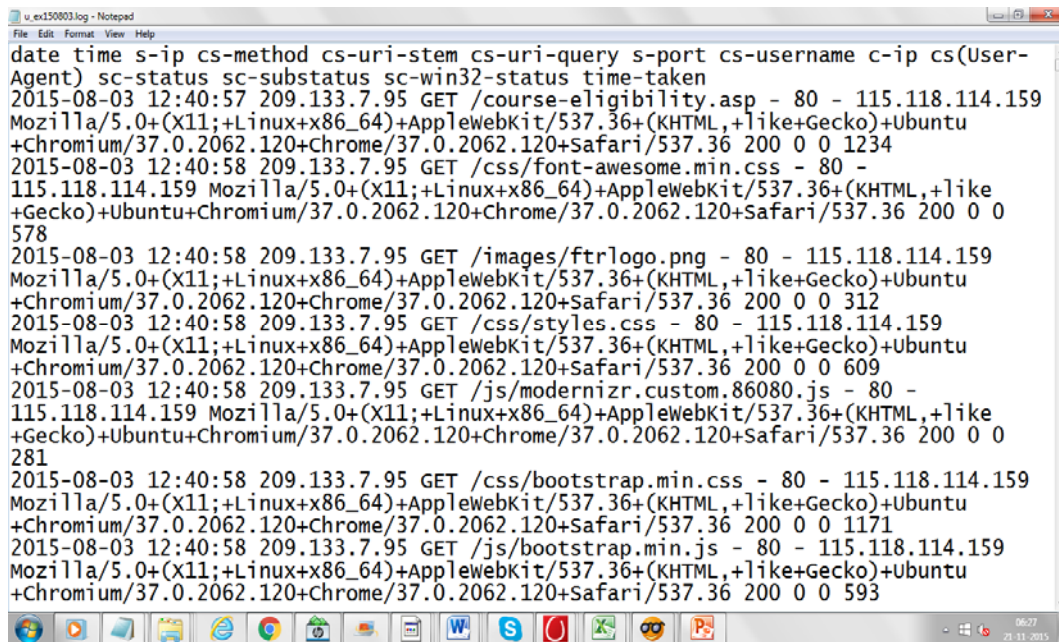 u_ex150803.log - Notepad
File Edit Format View Help
date time s-ip cs-method cs-uri-stem cs-uri-query s-port cs-username c-ip cs(User-
Agent) sc-status sc-substatus sc-win32-status time-taken
2015-08-03 12:40:57 209.133.7.95 GET /course-eligibility.asp - 80 - 115.118.114.159
Mozilla/5.0+(X11;+Linux+x86_64)+AppleWebKit/537.36+(KHTML,+like+Gecko)+Ubuntu
+Chromium/37.0.2062.120+Chrome/37.0.2062.120+Safari/537.36 200 0 0 1234
2015-08-03 12:40:58 209.133.7.95 GET /css/font-awesome.min.css - 80 -
115.118.114.159 Mozilla/5.0+(X11;+Linux+x86_64)+AppleWebKit/537.36+(KHTML,+like
+Gecko)+Ubuntu+Chromium/37.0.2062.120+Chrome/37.0.2062.120+Safari/537.36 200 0 0
578
2015-08-03 12:40:58 209.133.7.95 GET /images/ftrlogo.png - 80 - 115.118.114.159
Mozilla/5.0+(X11;+Linux+x86_64)+AppleWebKit/537.36+(KHTML,+like+Gecko)+Ubuntu
+Chromium/37.0.2062.120+Chrome/37.0.2062.120+Safari/537.36 200 0 0 312
2015-08-03 12:40:58 209.133.7.95 GET /css/styles.css - 80 - 115.118.114.159
Mozilla/5.0+(X11;+Linux+x86_64)+AppleWebKit/537.36+(KHTML,+like+Gecko)+Ubuntu
+Chromium/37.0.2062.120+Chrome/37.0.2062.120+Safari/537.36 200 0 0 609
2015-08-03 12:40:58 209.133.7.95 GET /js/modernizr.custom.86080.js - 80 -
115.118.114.159 Mozilla/5.0+(X11;+Linux+x86_64)+AppleWebKit/537.36+(KHTML,+like
+Gecko)+Ubuntu+Chromium/37.0.2062.120+Chrome/37.0.2062.120+Safari/537.36 200 0 0
281
2015-08-03 12:40:58 209.133.7.95 GET /css/bootstrap.min.css - 80 - 115.118.114.159
Mozilla/5.0+(X11;+Linux+x86_64)+AppleWebKit/537.36+(KHTML,+like+Gecko)+Ubuntu
+Chromium/37.0.2062.120+Chrome/37.0.2062.120+Safari/537.36 200 0 0 1171
2015-08-03 12:40:58 209.133.7.95 GET /js/bootstrap.min.js - 80 - 115.118.114.159
Mozilla/5.0+(X11;+Linux+x86_64)+AppleWebKit/537.36+(KHTML,+like+Gecko)+Ubuntu
+Chromium/37.0.2062.120+Chrome/37.0.2062.120+Safari/537.36 200 0 0 593
06:27
21-11-2015